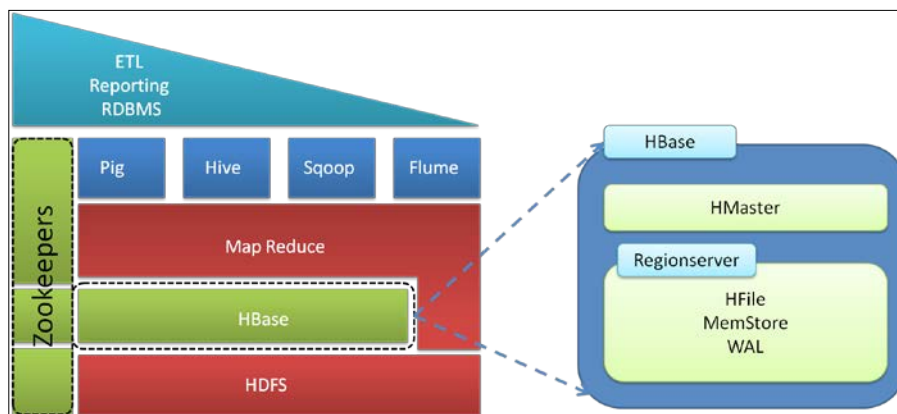 ETL
Reporting
RDBMS
Zookeepers
Pig
Hive
Sqoop
Flume
Map Reduce
HBase
HDFS
HBase
HMaster
Regionserver
HFile
MemStore
WAL